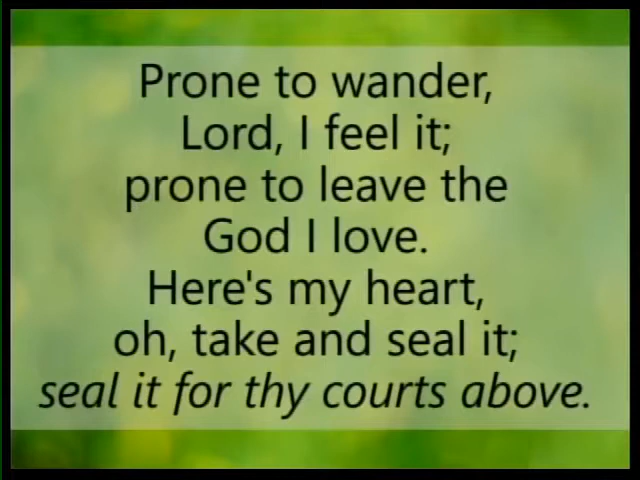 Prone to wander,
Lord, I feel it;
prone to leave the
God I love.
Here's my heart,
oh, take and seal it;
seal it for thy courts above.